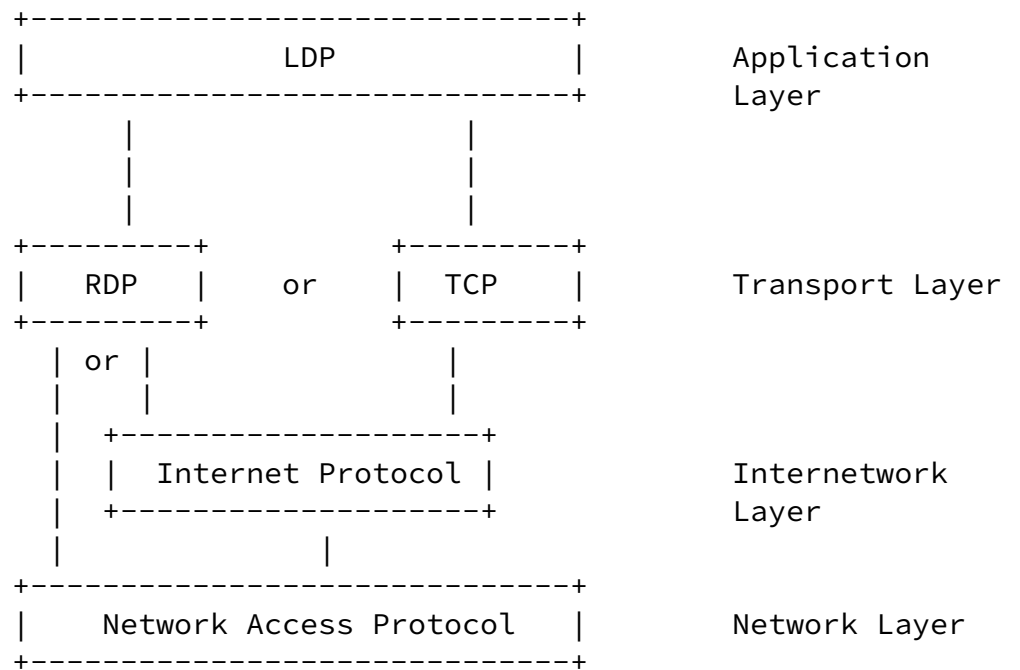 LDP Application
Layer
RDP or TCP Transport Layer
or
Internet Protocol Internetwork
Layer
Network Access Protocol Network Layer